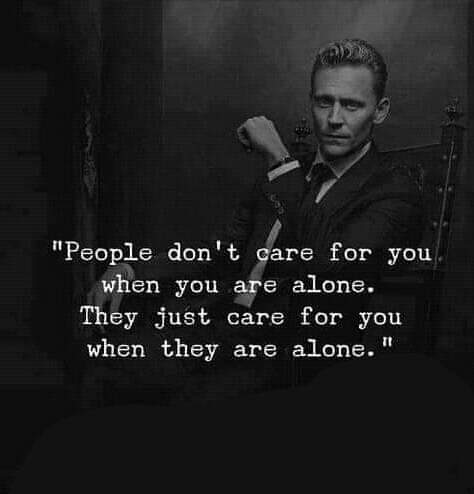 "People don't care for you
when you are alone.
They just care for you
when they are alone."